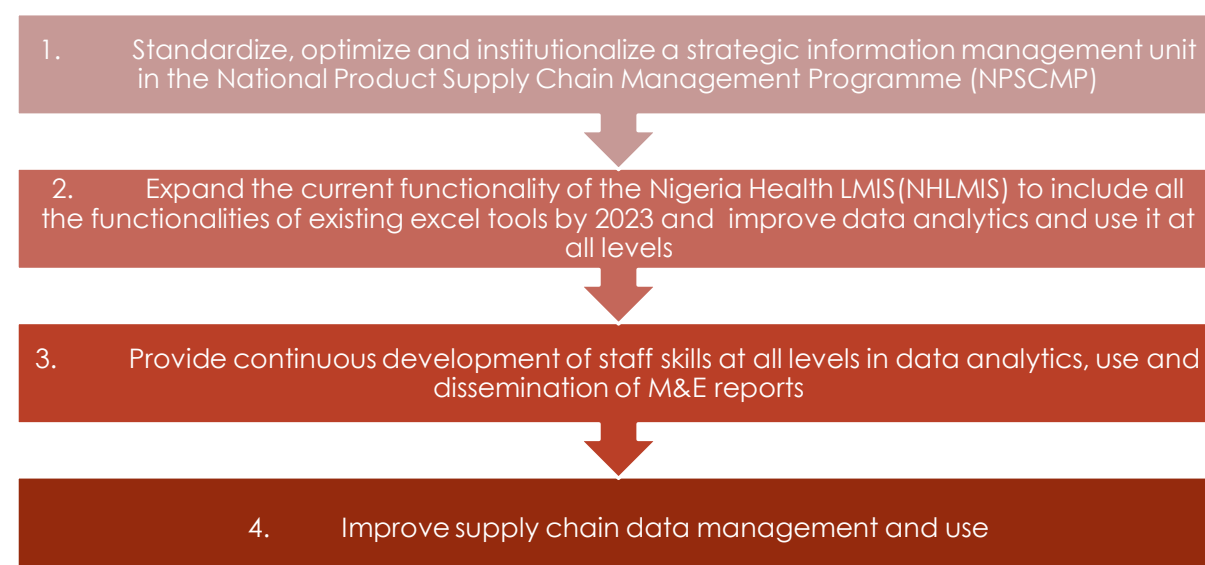 1. Standardize, optimize and institutionalize a strategic information management unit
in the National Product Supply Chain Management Programme (NPSCMP)
2. Expand the current functionality of the Nigeria Health LMIS(NHLMIS) to include all
the functionalities of existing excel tools by 2023 and improve data analytics and use it at
all levels
3. Provide continuous development of staff skills at all levels in data analytics, use and
dissemination of M&E reports
4. Improve supply chain data management and use